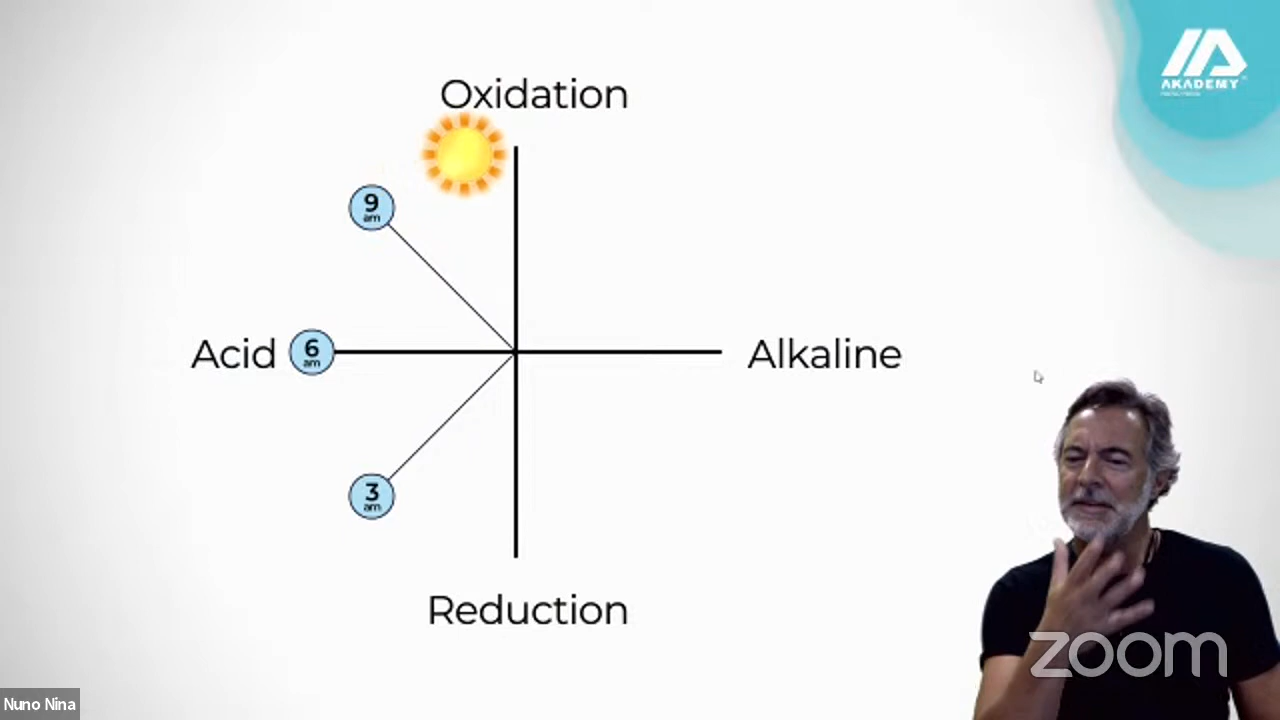 Oxidation
AKADEMY
9
am
Acid
6
am
Alkaline
3
am
Reduction
zoom
Nuno Nina